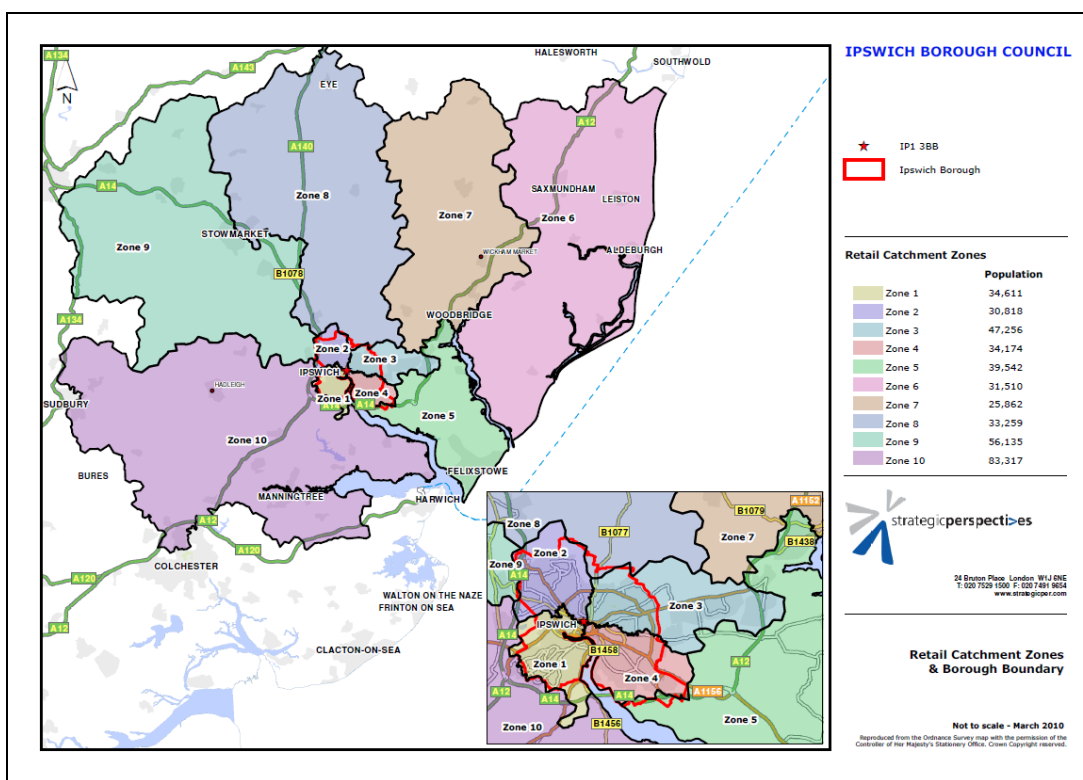 A134
A143
N
EYE
HALESWORTH
SOUTHWOLD
A12
A140
A14
Zone 8
SAXMUNDHAM
LEISTON
Zone 7
Zone 6
STOWMARKET
Zone 9
WICKHAM MARKET
ALDEBURGH
B1078
A134
WOODBRIDGE
Zone 2
Zone 3
IPSWICH
HADLEIGH
Zone 1
Zone 4
A14
SUDBURY
Zone 5
Zone 10
BURES
FELIXSTOWE
MANNINGTREE
HARWICH
A12
A120
COLCHESTER
A120
WALTON ON THE NAZE
FRINTON ON SEA
A12
CLACTON-ON-SEA
A1152
B1079
Zone 8
B1077
Zone 7
B1438
Zone 2
Zone 9
A14
Zone 3
IPSWICH
A14
B1458
Zone 1
A12
Zone 4
A12
A14
A14
A1156
Zone 10
B1456
Zone 5
IPSWICH BOROUGH COUNCIL
IP1 3BB
Ipswich Borough
Retail Catchment Zones
Population
Zone 1 34,611
Zone 2 30,818
Zone 3 47,256
Zone 4 34,174
Zone 5 39,542
Zone 6 31,510
Zone 7 25,862
Zone 8 33,259
Zone 9 56,135
Zone 10 83,317
strategicperspecti>es
24 Bruton Place London W1J 6NE
T: 020 7529 1500 F: 020 7491 9654
www.strategicper.com
Retail Catchment Zones
& Borough Boundary
Not to scale - March 2010
Reproduced from the Ordnance Survey map with the permission of the
Controller of Her Majesty's Stationery Office. Crown Copyright reserved.